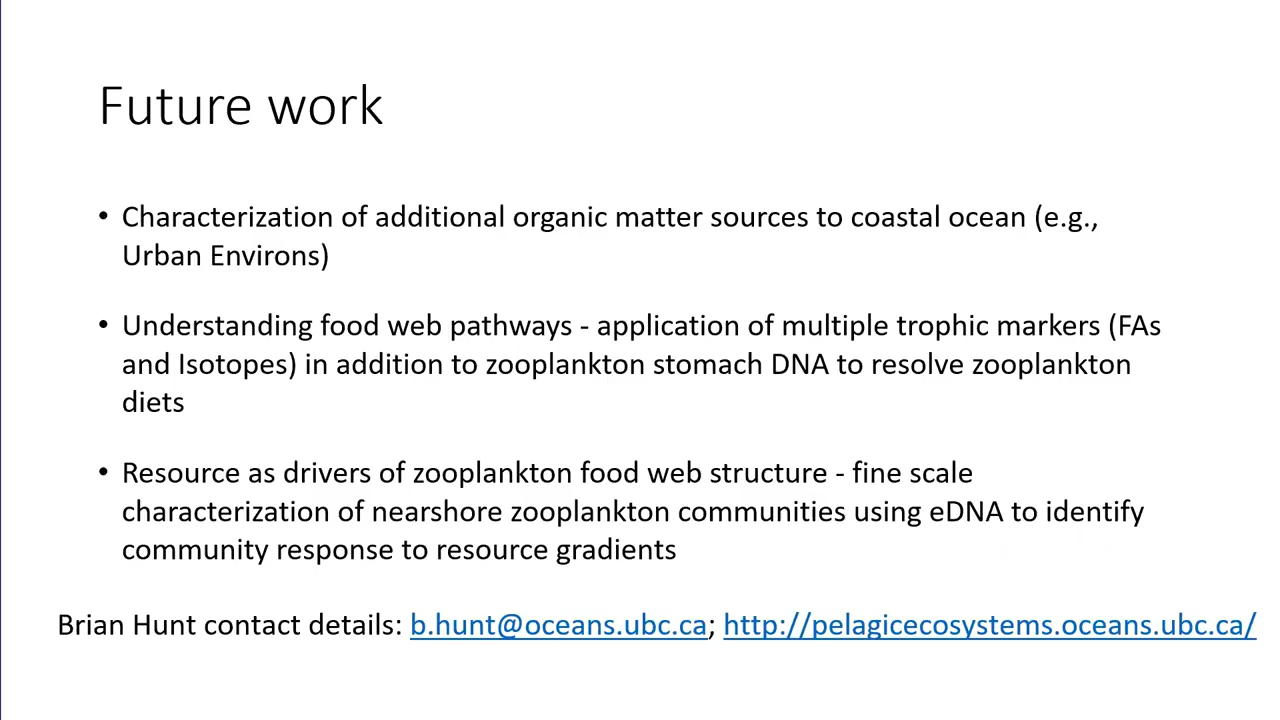 Future work
• Characterization of additional organic matter sources to coastal ocean (e.g.,
Urban Environs)
• Understanding food web pathways - application of multiple trophic markers (FAs
and Isotopes) in addition to zooplankton stomach DNA to resolve zooplankton
diets
• Resource as drivers of zooplankton food web structure - fine scale
characterization of nearshore zooplankton communities using eDNA to identify
community response to resource gradients
Brian Hunt contact details: b.hunt@oceans.ubc.ca; http://pelagicecosystems.oceans.ubc.ca/